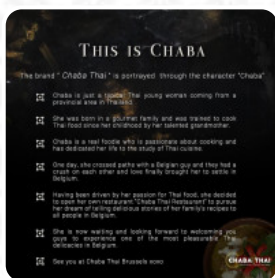 THIS IS CHABA
The brand " Chaba Thai " is portrayed through the character "Chaba"
Chaba is just a typical Thai young woman coming from a
provincial area in Thailand.
She was born in a gourmet family and was trained to cook
Thai food since her childhood by her talented grandmother.
Chaba is a real foodie who is passionate about cooking and
has dedicated her life to the study of Thai cuisine.
One day, she crossed paths with a Belgian guy and they had a
crush on each other and love finally brought her to settle in
Belgium.
Having been driven by her passion for Thai food, she decided
to open her own restaurant "Chaba Thai Restaurant" to pursue
her dream of telling delicious stories of her family's recipes to
all people in Belgium.
She is now waiting and looking forward to welcoming you
guys to experience one of the most pleasurable Thai
delicacies in Belgium.
See you at Chaba Thai Brussels xoxo
CHABA THAI